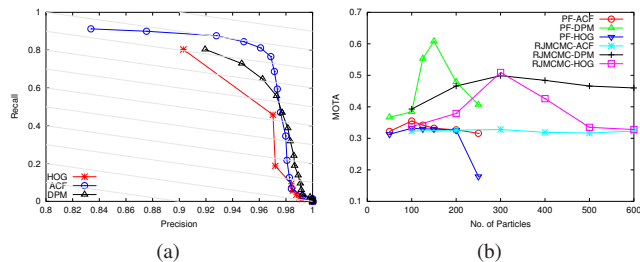 1
0.8
0.6
0.4
0.2
0
Recall
HOG
ACF
DPM
0.8 0.82 0.84 0.86 0.88 0.9 0.92 0.94 0.96 0.98 1
Precision
(a)
0.7
0.6
0.5
0.4
0.3
0.2
0.1
0
MOTA
PF-ACF
PF-DPM
PF-HOG
RJMCMC-ACF
RJMCMC-DPM
RJMCMC-HOG
0 100 200 300 400 500 600
No. of Particles
(b)